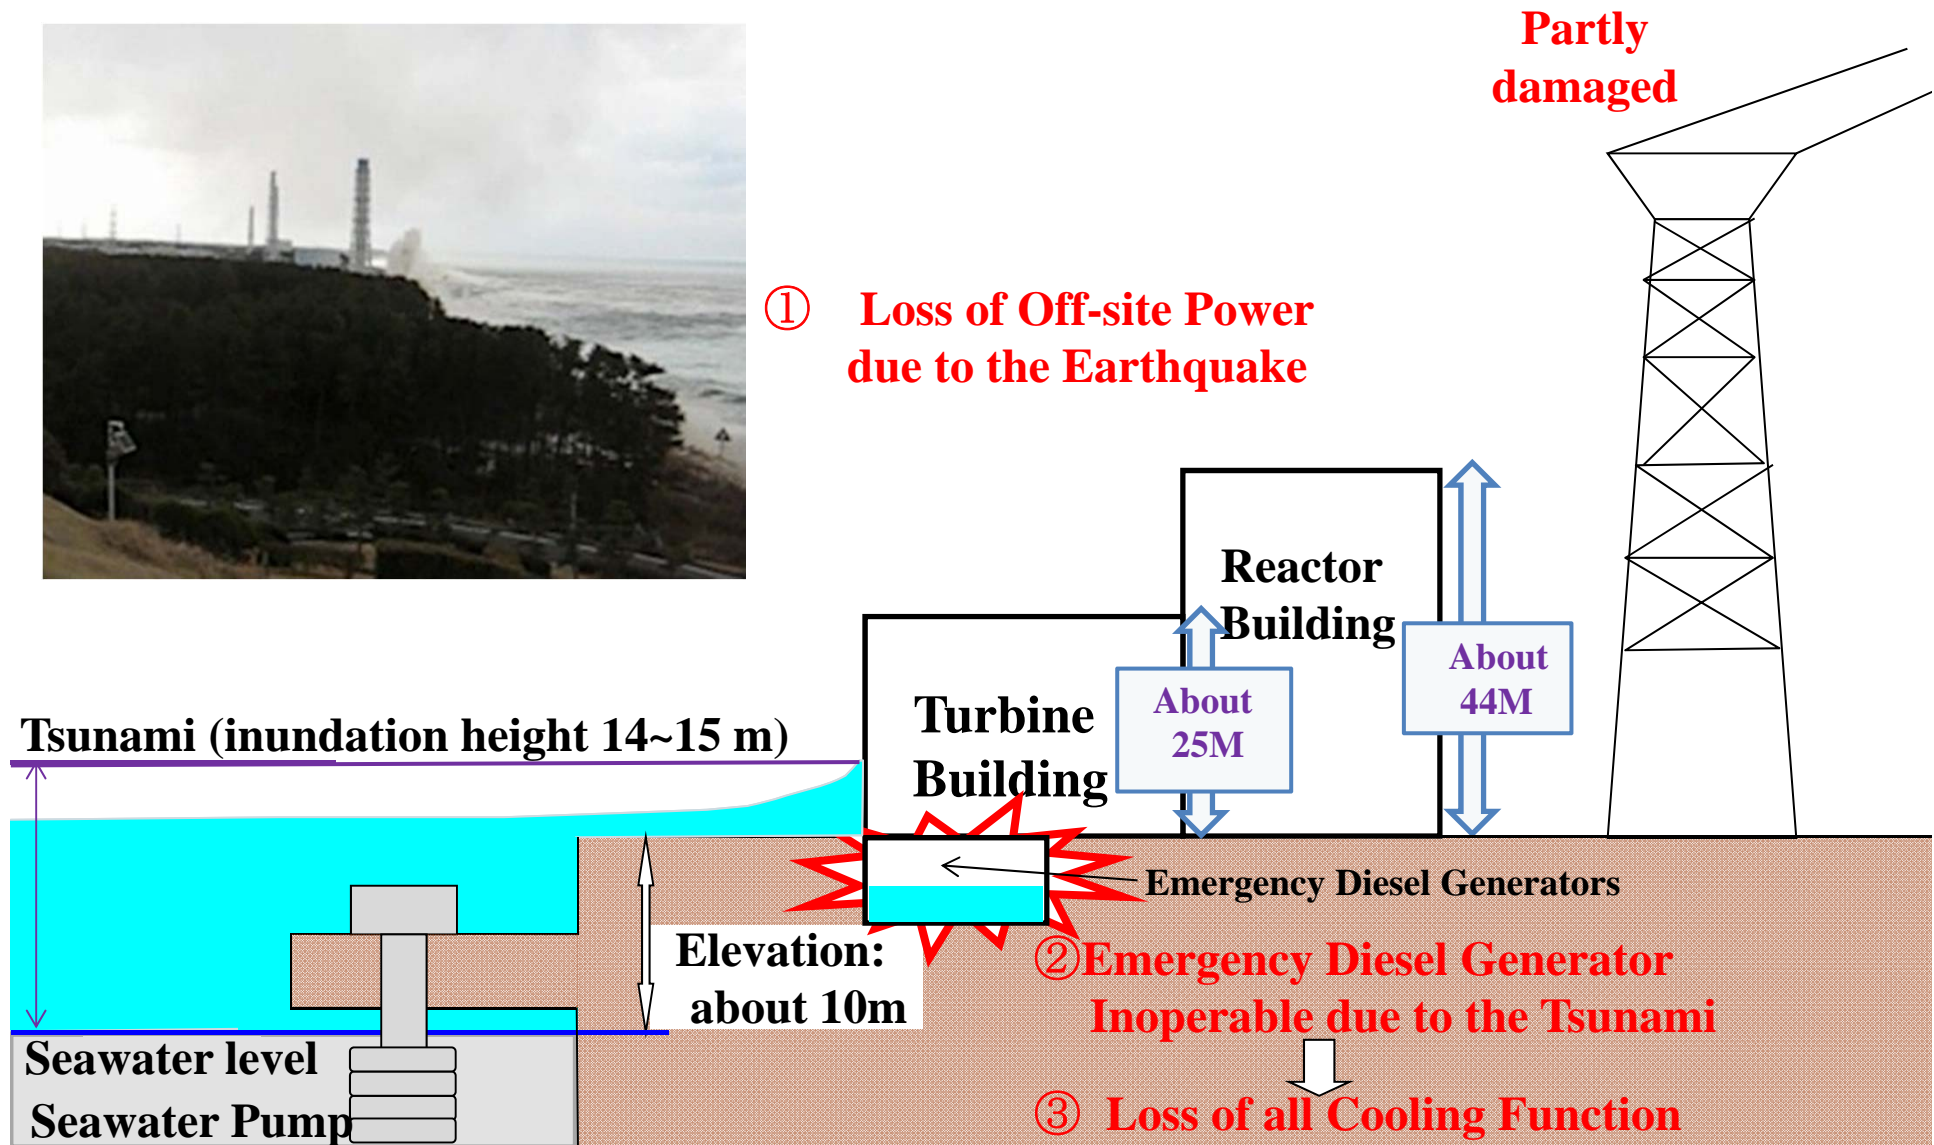 Partly
damaged
① Loss of Off-site Power
due to the Earthquake
Reactor
Building
About
44M
About
25M
Turbine
Building
Tsunami (inundation height 14~15 m)
Emergency Diesel Generators
Elevation:
about 10m
②Emergency Diesel Generator
Inoperable due to the Tsunami
Seawater level
Seawater Pump
③ Loss of all Cooling Function